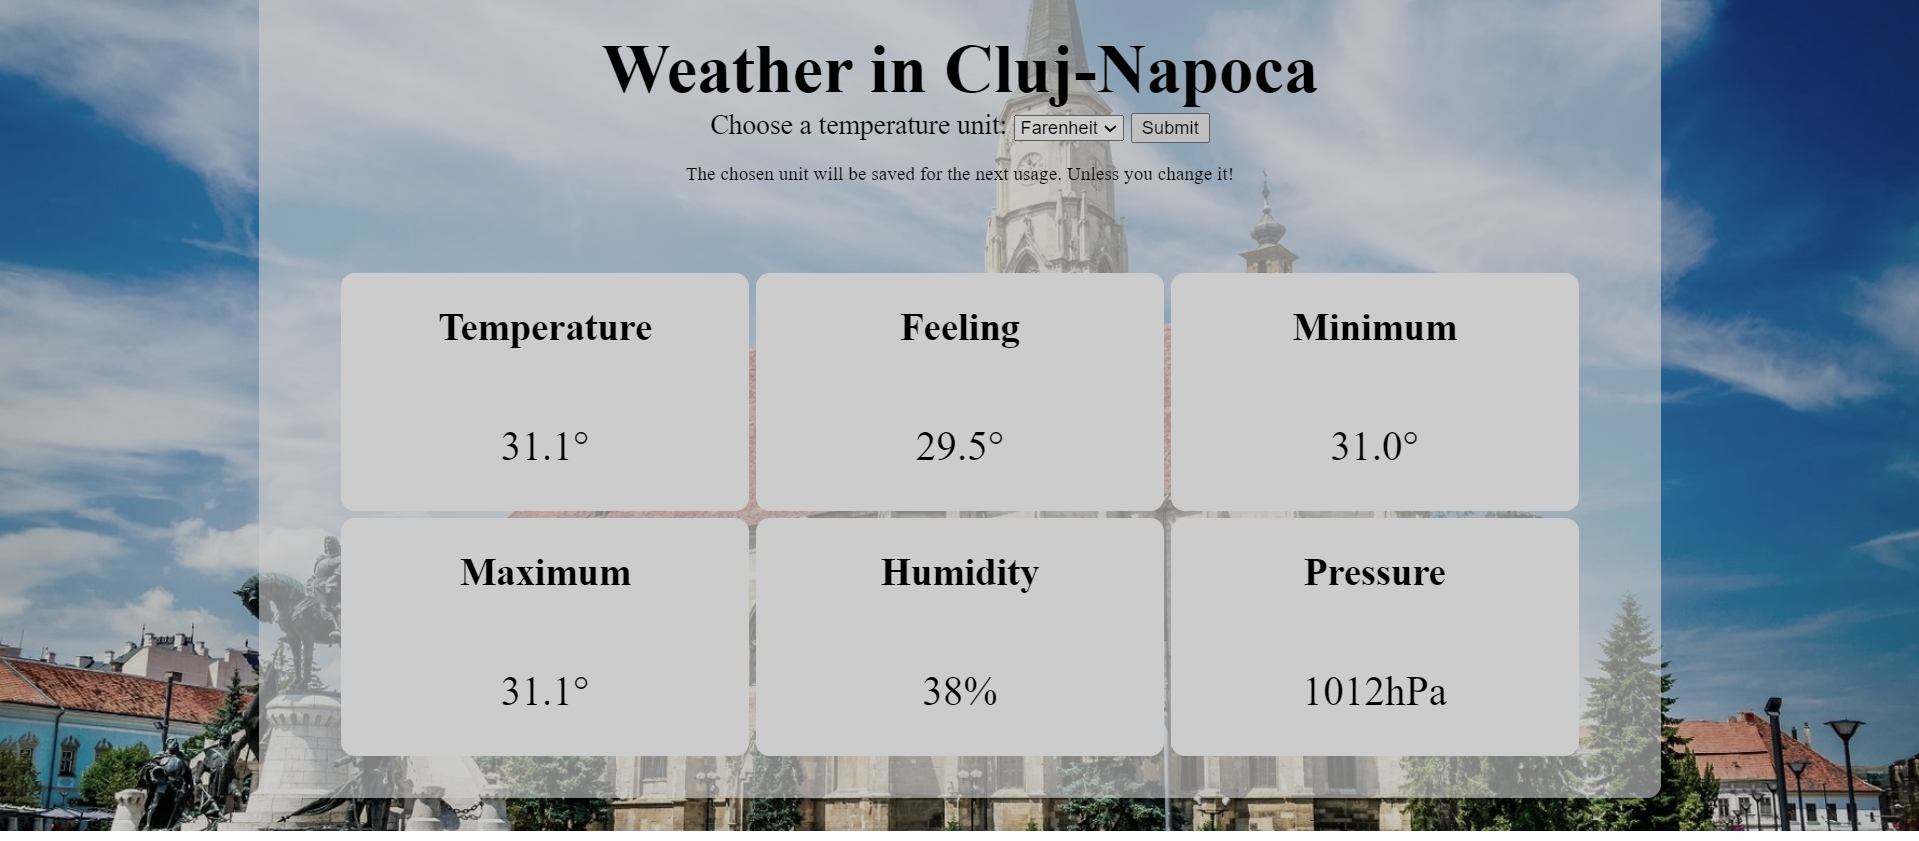 Weather in Cluj-Napoca
Choose a temperature unit: Farenheit Submit
The chosen unit will be saved for the next usage. Unless you change it!
Temperature
31.1°
Feeling
29.5°
Minimum
31.0°
Maximum
31.1°
Humidity
38%
Pressure
1012hPa